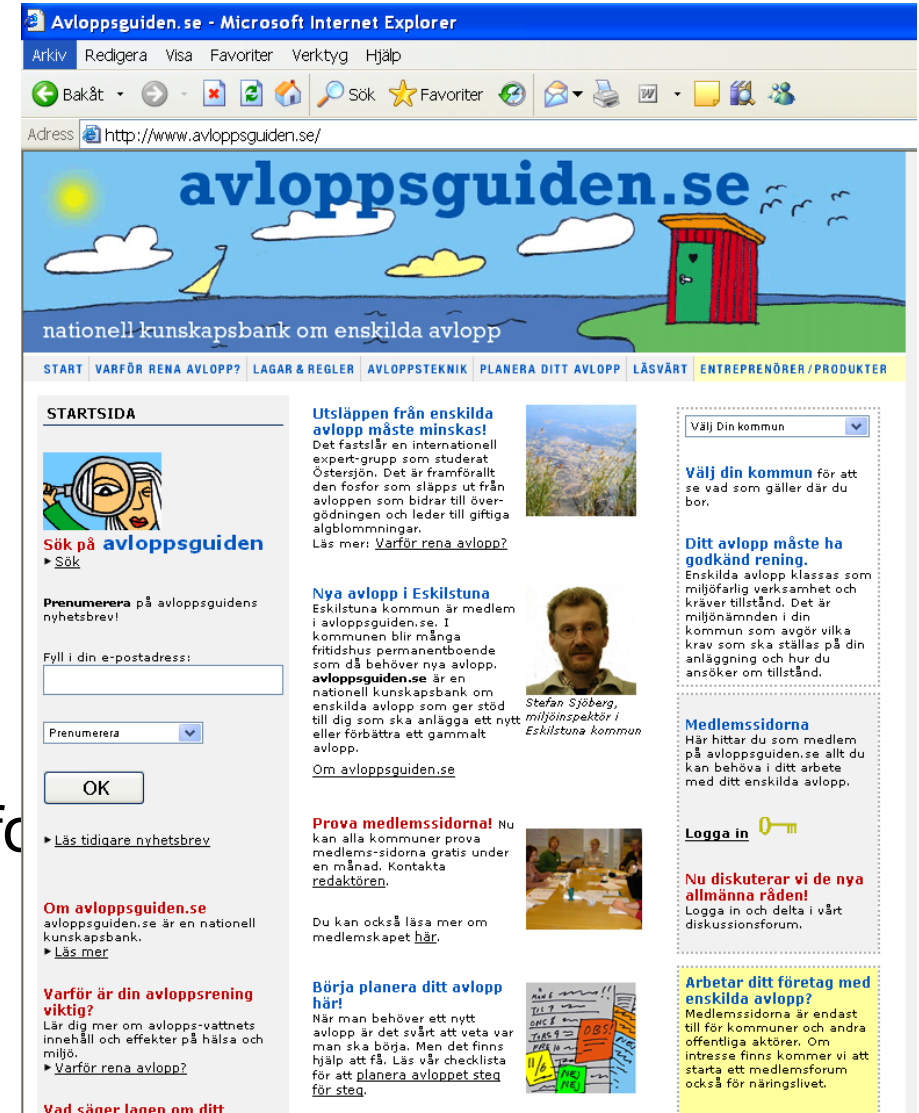 Avloppsguiden.se - Microsoft Internet Explorer
Arkiv Redigera Visa Favoriter Verktyg Hjälp
Bakåt Sök Favoriter
Adress http://www.avloppsguiden.se/
avloppsguiden.se
nationell kunskapsbank om enskilda avlopp
START VARFÖR RENA AVLOPP? LAGAR & REGLER AVLOPPSTEKNIK PLANERA DITT AVLOPP LÄSVÄRT ENTREPRENÖRER/PRODUKTER
STARTSIDA
Sök på avloppsguiden
Sök
Prenumerera på avloppsguidens
nyhetsbrev!
Fyll i din e-postadress:
Prenumerera
OK
fo
Läs tidigare nyhetsbrev
Om avloppsguiden.se
avloppsguiden.se är en nationell
kunskapsbank.
Läs mer
Varför är din avloppsrening
viktig?
Lär dig mer om avlopps-vattnets
innehåll och effekter på hälsa och
miljö.
Varför rena avlopp?
Vad säger lagen om ditt
Utsläppen från enskilda
avlopp måste minskas!
Det fastslår en internationell
expert-grupp som studerat
Östersjön. Det är framförallt
den fosfor som släpps ut från
avloppen som bidrar till över-
gödningen och leder till giftiga
algblommningar.
Läs mer: Varför rena avlopp?
Nya avlopp i Eskilstuna
Eskilstuna kommun är medlem
i avloppsguiden.se. I
kommunen blir många
fritidshus permanentboende
som då behöver nya avlopp.
avloppsguiden.se är en
nationell kunskapsbank om
enskilda avlopp som ger stöd
till dig som ska anlägga ett nytt
eller förbättra ett gammalt
avlopp.
Om avloppsguiden.se
Stefan Sjöberg,
miljöinspektör i
Eskilstuna kommun
Prova medlemssidorna! Nu
kan alla kommuner prova
medlems-sidorna gratis under
en månad. Kontakta
redaktören.
Du kan också läsa mer om
medlemskapet här.
Börja planera ditt avlopp
här!
När man behöver ett nytt
avlopp är det svårt att veta var
man ska börja. Men det finns
hjälp att få. Läs vår checklista
för att planera avloppet steg
för steg.
OBS!
11/6
NEJ
NEJ
Välj Din kommun
Välj din kommun för att
se vad som gäller där du
bor.
Ditt avlopp måste ha
godkänd rening.
Enskilda avlopp klassas som
miljöfarlig verksamhet och
kräver tillstånd. Det är
miljönämnden i din
kommun som avgör vilka
krav som ska ställas på din
anläggning och hur du
ansöker om tillstånd.
Medlemssidorna
Här hittar du som medlem
på avloppsguiden.se allt du
kan behöva i ditt arbete
med ditt enskilda avlopp.
Logga in
Nu diskuterar vi de nya
allmänna råden!
Logga in och delta i vårt
diskussionsforum.
Arbetar ditt företag med
enskilda avlopp?
Medlemssidorna är endast
till för kommuner och andra
offentliga aktörer. Om
intresse finns kommer vi att
starta ett medlemsforum
också för näringslivet.